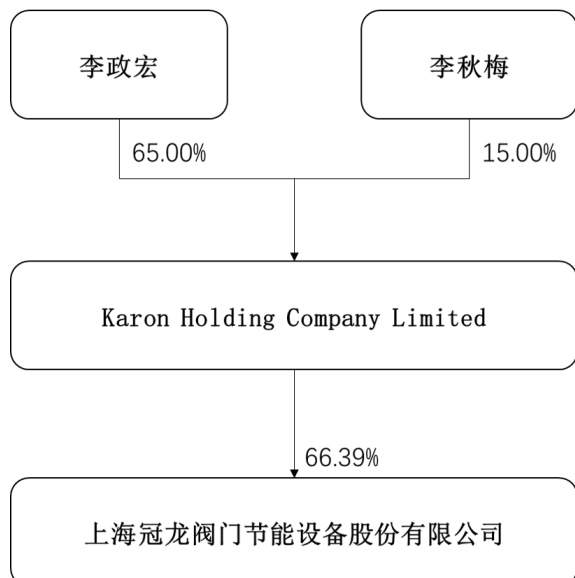 李政宏
李秋梅
65.00%
15.00%
Karon Holding Company Limited
66.39%
上海冠龙阀门节能设备股份有限公司